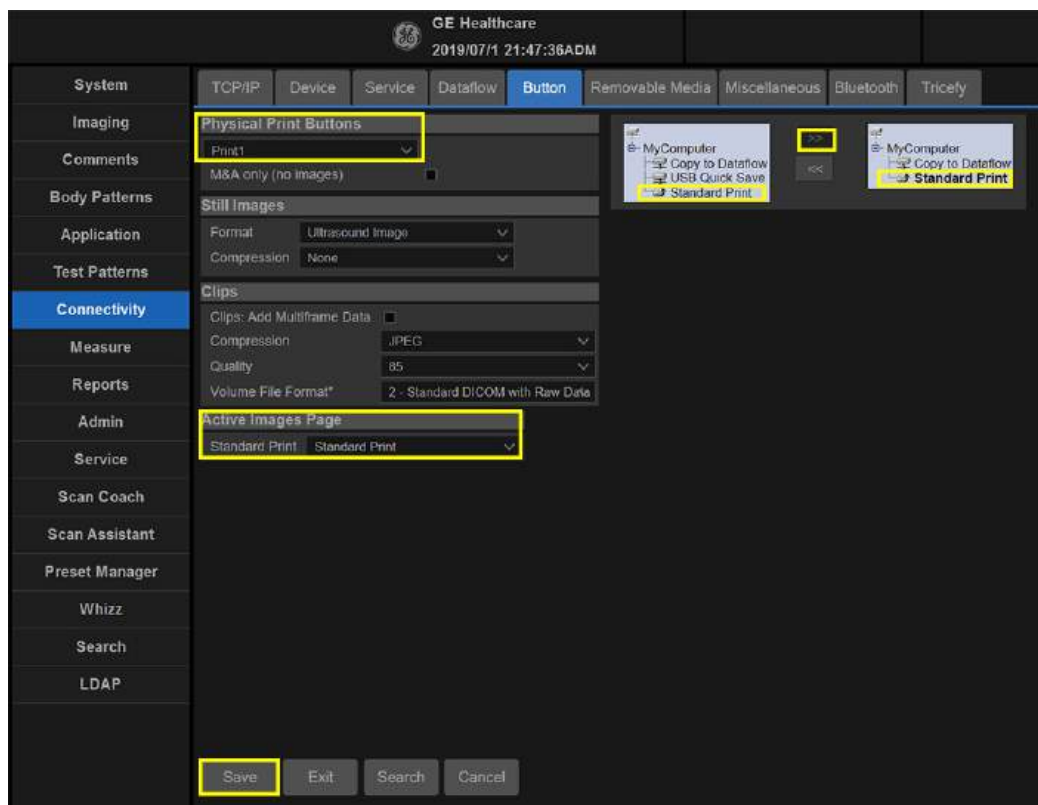 GE Healthcare
2019/07/1 21:47:36ADM
System
Imaging
Comments
Body Patterns
Application
Test Patterns
Connectivity
Measure
Reports
Admin
Service
Scan Coach
Scan Assistant
Preset Manager
Whizz
Search
LDAP
TCP/IP Device Service Dataflow Button Removable Media Miscellaneous Bluetooth Tricefy
Physical Print Buttons
Print1
M&A only (no images)
Still Images
Format Ultrasound Image
Compression None
Clips
Clips: Add Multiframe Data
Compression JPEG
Quality 85
Volume File Format* 2 - Standard DICOM with Raw Data
Active Images Page
Standard Print Standard Print
MyComputer
Copy to Dataflow
USB Quick Save
Standard Print
>>
<<
MyComputer
Copy to Dataflow
Standard Print
Save Exit Search Cancel